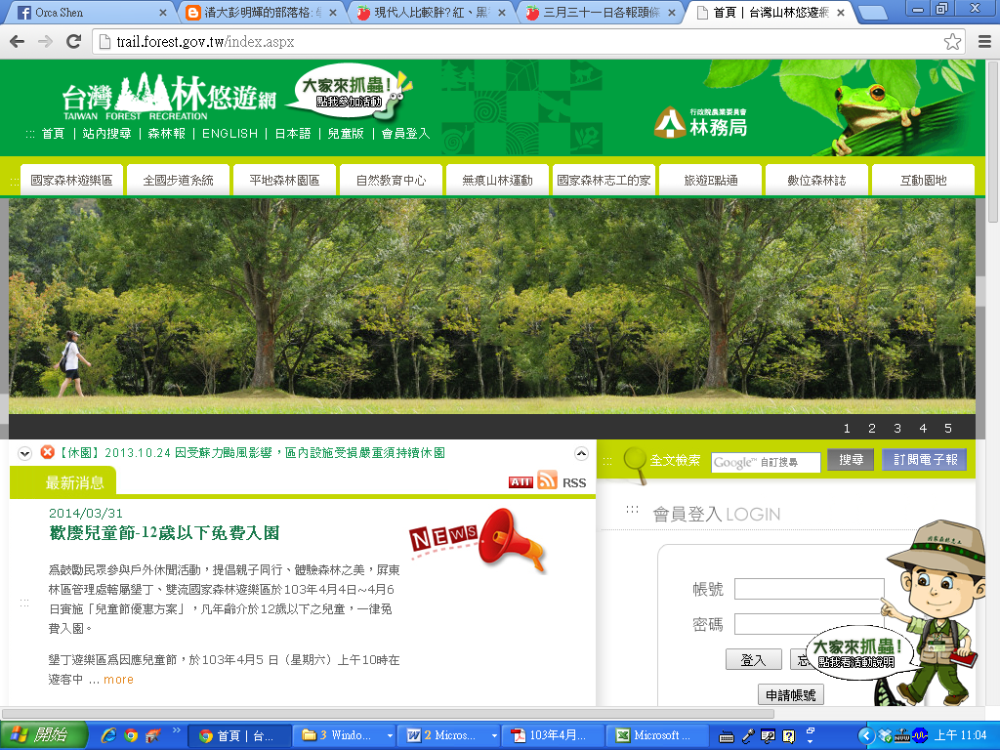 Orca Shen
潘大彭明輝的部落格:
現代人比較胖?紅、黑
三月三十一日各報頭條
首頁 | 台灣山林悠遊網
trail.forest.gov.tw/index.aspx
台灣山林悠遊網
TAIWAN FOREST RECREATION
大家來抓蟲!
點我參加活動
行政院農業委員會
林務局
::: 首頁 | 站內搜尋 | 森林報 | ENGLISH | 日本語 | 兒童版 | 會員登入
國家森林遊樂區 全國步道系統 平地森林園區 自然教育中心 無痕山林運動 國家森林志工的家 旅遊E點通 數位森林誌 互動園地
1 2 3 4 5
【休園】2013.10.24 因受蘇力颱風影響，區內設施受損嚴重須持續休園
::: 全文檢索 Google™ 自訂搜尋 搜尋 訂閱電子報
最新消息
All RSS
2014/03/31
歡慶兒童節-12歲以下免費入園
NEWS
為鼓勵民眾參與戶外休閒活動，提倡親子同行、體驗森林之美，屏東
林區管理處轄屬墾丁、雙流國家森林遊樂區於103年4月4日~4月6
日實施「兒童節優惠方案」，凡年齡介於12歲以下之兒童，一律免
費入園。
墾丁遊樂區為因應兒童節，於103年4月5 日（星期六）上午10時在
遊客中 ... more
::: 會員登入 LOGIN
帳號
密碼
登入
忘
申請帳號
國家森林志工
大家來抓蟲!
點我看活動說明
開始
首頁 | 台...
3 Windo...
2 Micros...
103年4月...
Microsoft ...
上午 11:04